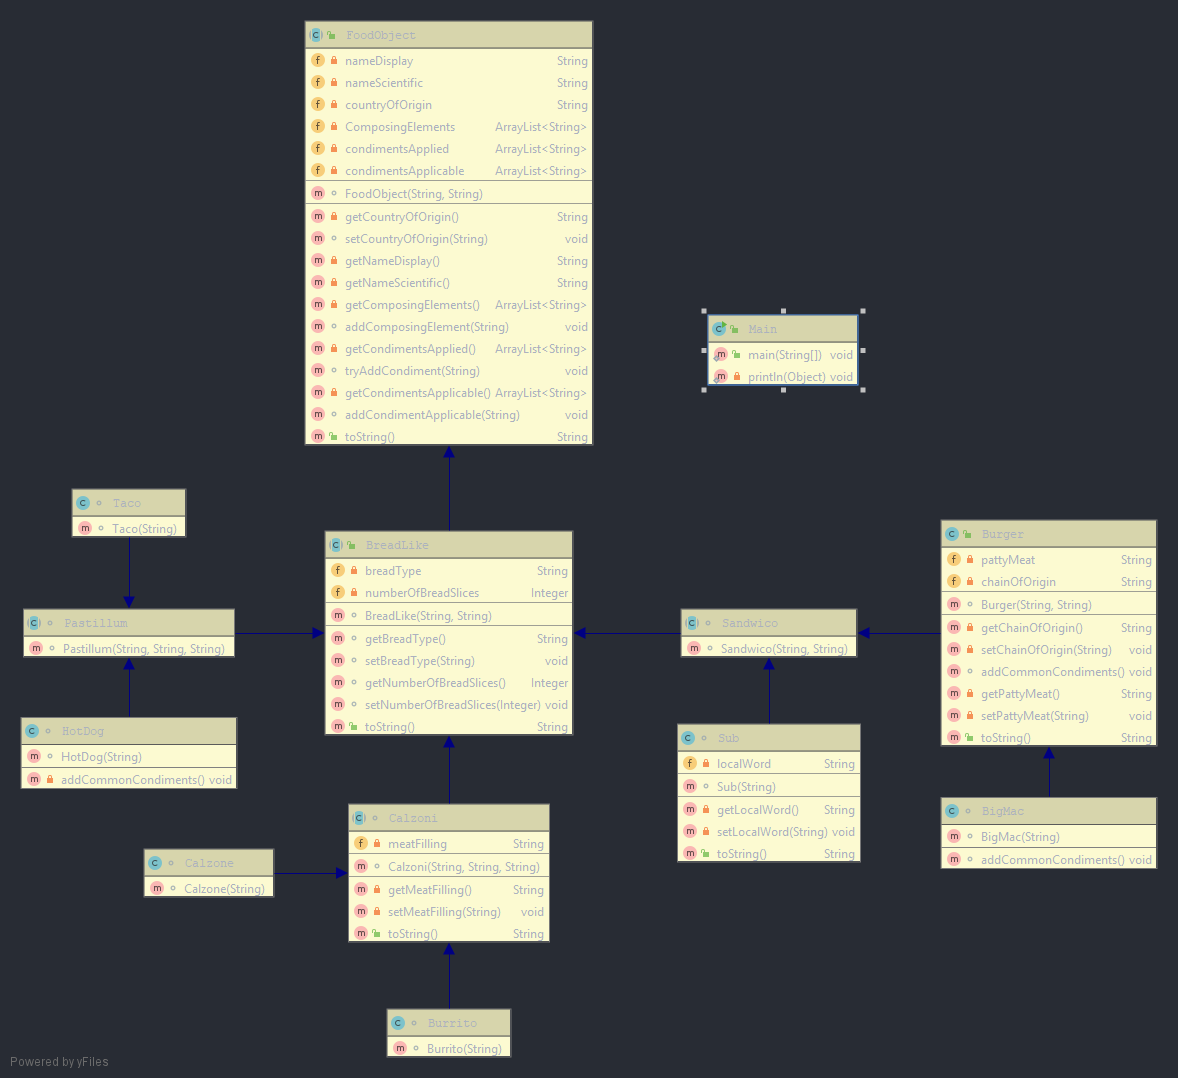 FoodObject
nameDisplay String
nameScientific String
countryOfOrigin String
ComposingElements ArrayList<String>
condimentsApplied ArrayList<String>
condimentsApplicable ArrayList<String>
FoodObject(String, String)
getCountryOfOrigin() String
setCountryOfOrigin(String) void
getNameDisplay() String
getNameScientific() String
getComposingElements() ArrayList<String>
addComposingElement(String) void
getCondimentsApplied() ArrayList<String>
tryAddCondiment(String) void
getCondimentsApplicable() ArrayList<String>
addCondimentApplicable(String) void
toString() String
Main
main(String[]) void
println(Object) void
Taco
Taco(String)
Pastillum
Pastillum(String, String, String)
HotDog
HotDog(String)
addCommonCondiments() void
BreadLike
breadType String
numberOfBreadSlices Integer
BreadLike(String, String)
getBreadType() String
setBreadType(String) void
getNumberOfBreadSlices() Integer
setNumberOfBreadSlices(Integer) void
toString() String
Sandwico
Sandwico(String, String)
Sub
localWord String
Sub(String)
getLocalWord() String
setLocalWord(String) void
toString() String
Burger
pattyMeat String
chainOfOrigin String
Burger(String, String)
getChainOfOrigin() String
setChainOfOrigin(String) void
addCommonCondiments() void
getPattyMeat() String
setPattyMeat(String) void
toString() String
BigMac
BigMac(String)
addCommonCondiments() void
Calzoni
meatFilling String
Calzoni(String, String, String)
getMeatFilling() String
setMeatFilling(String) void
toString() String
Calzone
Calzone(String)
Burrito
Burrito(String)
Powered by yFiles